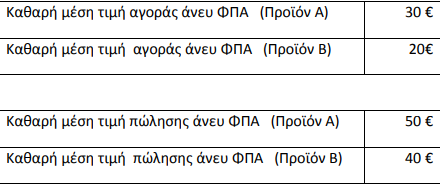 Καθαρή μέση τιμή αγοράς άνευ ΦΠΑ (Προϊόν Α) 30 €
Καθαρή μέση τιμή αγοράς άνευ ΦΠΑ (Προϊόν Β) 20€
Καθαρή μέση τιμή πώλησης άνευ ΦΠΑ (Προϊόν Α) 50 €
Καθαρή μέση τιμή πώλησης άνευ ΦΠΑ (Προϊόν Β) 40 €